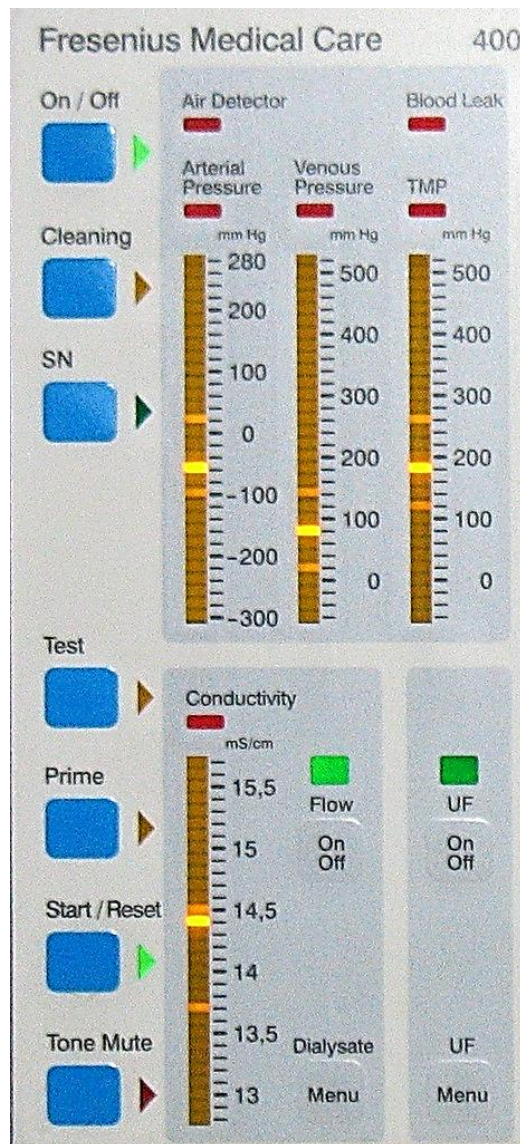 Fresenius Medical Care 400
On / Off
Air Detector
Blood Leak
Arterial
Pressure
Venous
Pressure
TMP
Cleaning
mm Hg
mm Hg
mm Hg
SN
280
200
100
0
-100
-200
-300
500
400
300
200
100
0
500
400
300
200
100
0
Test
Conductivity
mS/cm
Prime
15,5
15
14,5
14
13,5
13
Flow
On
Off
UF
On
Off
Start / Reset
Tone Mute
Dialysate
Menu
UF
Menu